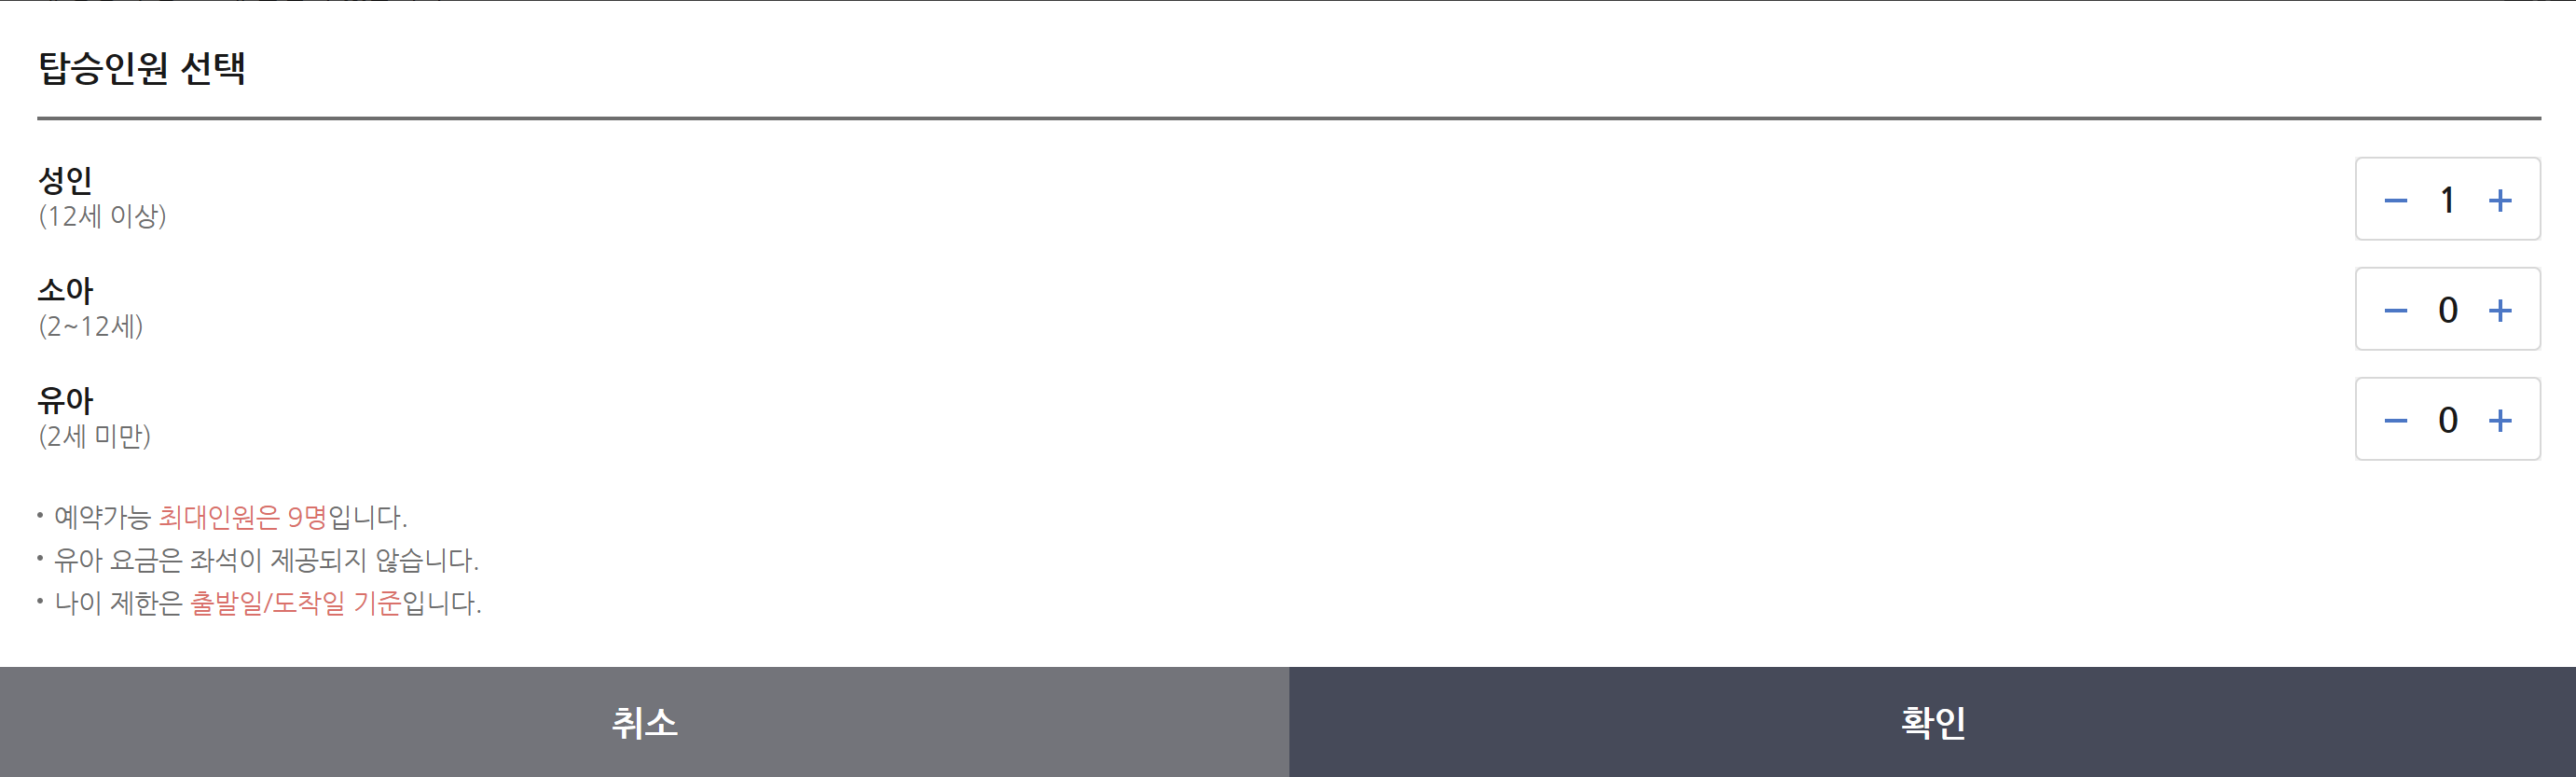 탑승인원 선택
성인
(12세 이상)
− 1 +
소아
(2~12세)
− 0 +
유아
(2세 미만)
− 0 +
• 예약가능 최대인원은 9명입니다.
• 유아 요금은 좌석이 제공되지 않습니다.
• 나이 제한은 출발일/도착일 기준입니다.
취소
확인